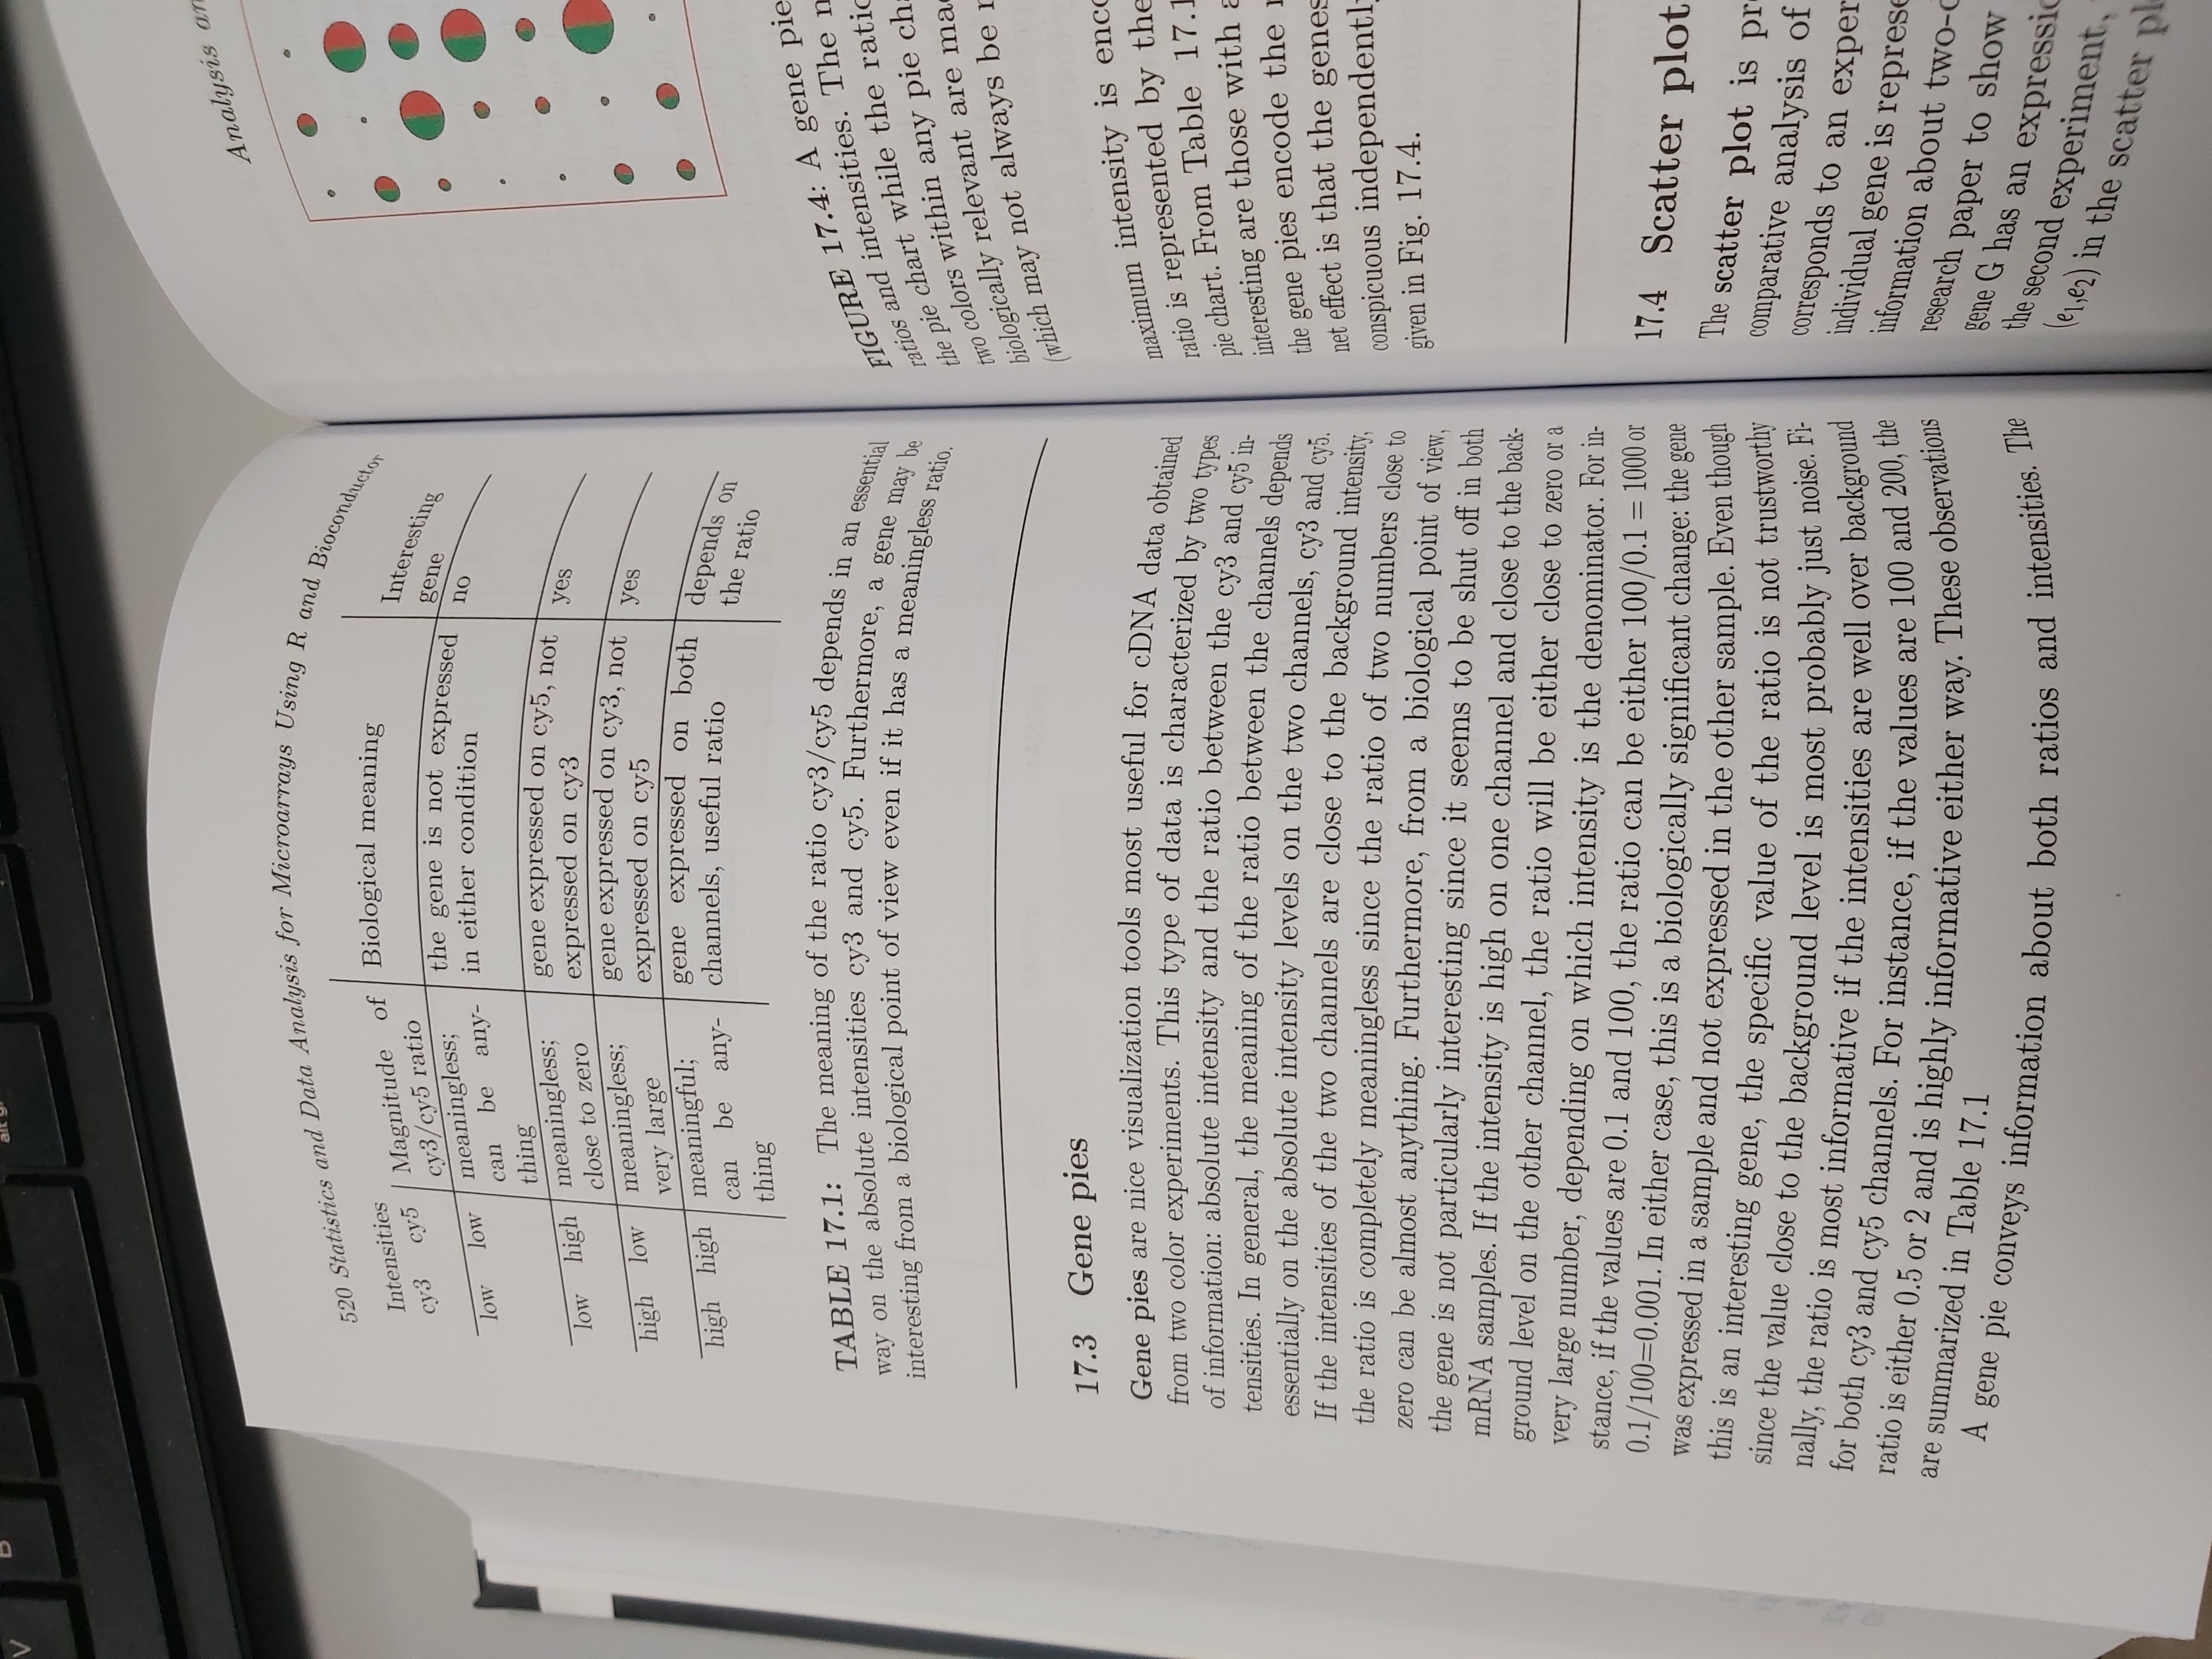 V
B
alt gr
520 Statistics and Data Analysis for Microarrays Using R and Bioconductor
Intensities
cy3 cy5
Magnitude of
cy3/cy5 ratio
Biological meaning
Interesting
gene
low low
meaningless;
can be any-
thing
the gene is not expressed
in either condition
no
low high
meaningless;
close to zero
gene expressed on cy5, not
expressed on cy3
yes
high low
meaningless;
very large
gene expressed on cy3, not
expressed on cy5
yes
high high
meaningful;
can be any-
thing
gene expressed on both
channels, useful ratio
depends on
the ratio
TABLE 17.1: The meaning of the ratio cy3/cy5 depends in an essential
way on the absolute intensities cy3 and cy5. Furthermore, a gene may be
interesting from a biological point of view even if it has a meaningless ratio.
17.3 Gene pies
Gene pies are nice visualization tools most useful for cDNA data obtained
from two color experiments. This type of data is characterized by two types
of information: absolute intensity and the ratio between the cy3 and cy5 in-
tensities. In general, the meaning of the ratio between the channels depends
essentially on the absolute intensity levels on the two channels, cy3 and cy5.
If the intensities of the two channels are close to the background intensity,
the ratio is completely meaningless since the ratio of two numbers close to
zero can be almost anything. Furthermore, from a biological point of view,
the gene is not particularly interesting since it seems to be shut off in both
mRNA samples. If the intensity is high on one channel and close to the back-
ground level on the other channel, the ratio will be either close to zero or a
very large number, depending on which intensity is the denominator. For in-
stance, if the values are 0.1 and 100, the ratio can be either 100/0.1 = 1000 or
0.1/100=0.001. In either case, this is a biologically significant change: the gene
was expressed in a sample and not expressed in the other sample. Even though
this is an interesting gene, the specific value of the ratio is not trustworthy
since the value close to the background level is most probably just noise. Fi-
nally, the ratio is most informative if the intensities are well over background
for both cy3 and cy5 channels. For instance, if the values are 100 and 200, the
ratio is either 0.5 or 2 and is highly informative either way. These observations
are summarized in Table 17.1
A gene pie conveys information about both ratios and intensities. The
Analysis an
FIGURE 17.4: A gene pie
ratios and intensities. The
the pie chart while the ratio
two colors within any pie
biologically relevant are
(which may not always be
maximum intensity is
ratio is represented by the
pie chart. From Table 17.1
interesting are those with a
the gene pies encode the
net effect is that the genes
conspicuous independently
given in Fig. 17.4.
17.4 Scatter plot
The scatter plot is
comparative analysis of
corresponds to an
individual gene is
information about
research paper to show
gene G has an
the second experiment,
(e1,e2) in the scatter